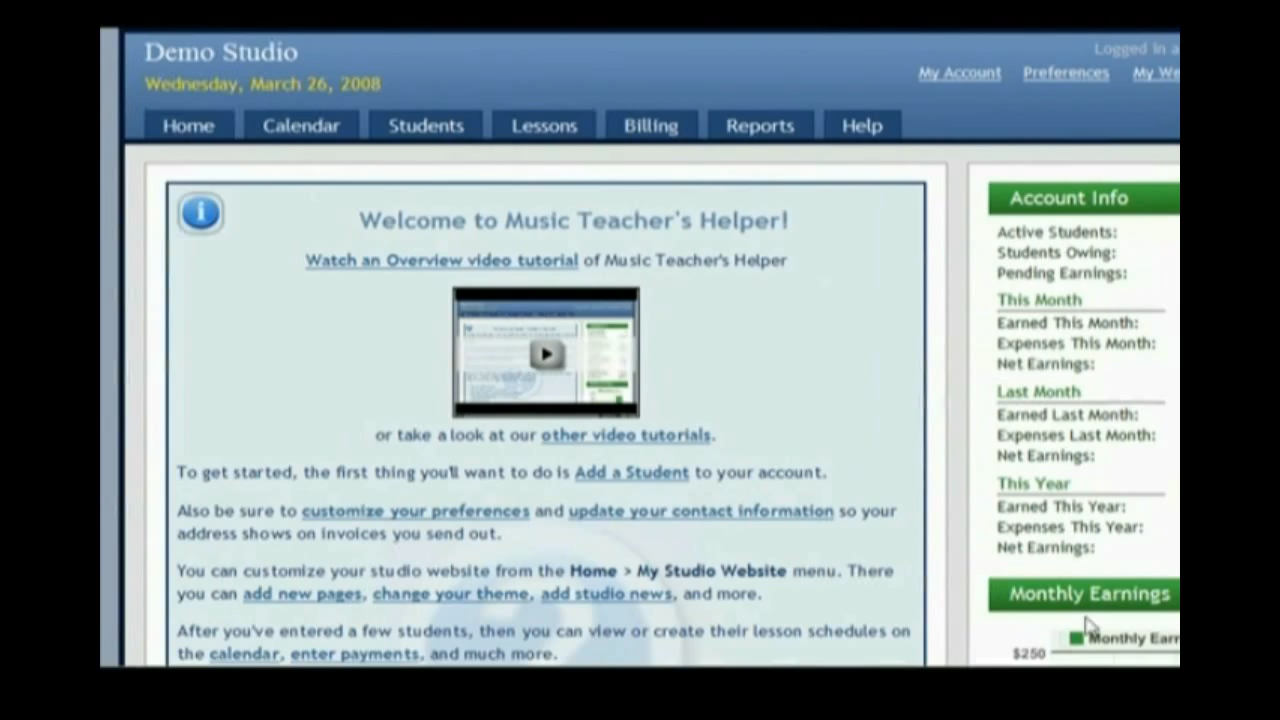 Demo Studio
Wednesday, March 26, 2008
Logged in
My Account Preferences My
Home Calendar Students Lessons Billing Reports Help
Welcome to Music Teacher's Helper!
Watch an Overview video tutorial of Music Teacher's Helper
or take a look at our other video tutorials.
To get started, the first thing you'll want to do is Add a Student to your account.
Also be sure to customize your preferences and update your contact information so your
address shows on invoices you send out.
You can customize your studio website from the Home > My Studio Website menu. There
you can add new pages, change your theme, add studio news, and more.
After you've entered a few students, then you can view or create their lesson schedules on
the calendar, enter payments, and much more.
Account Info
Active Students:
Students Owing:
Pending Earnings:
This Month
Earned This Month:
Expenses This Month:
Net Earnings:
Last Month
Earned Last Month:
Expenses Last Month:
Net Earnings:
This Year
Earned This Year:
Expenses This Year:
Net Earnings:
Monthly Earnings
Monthly Earn
$250